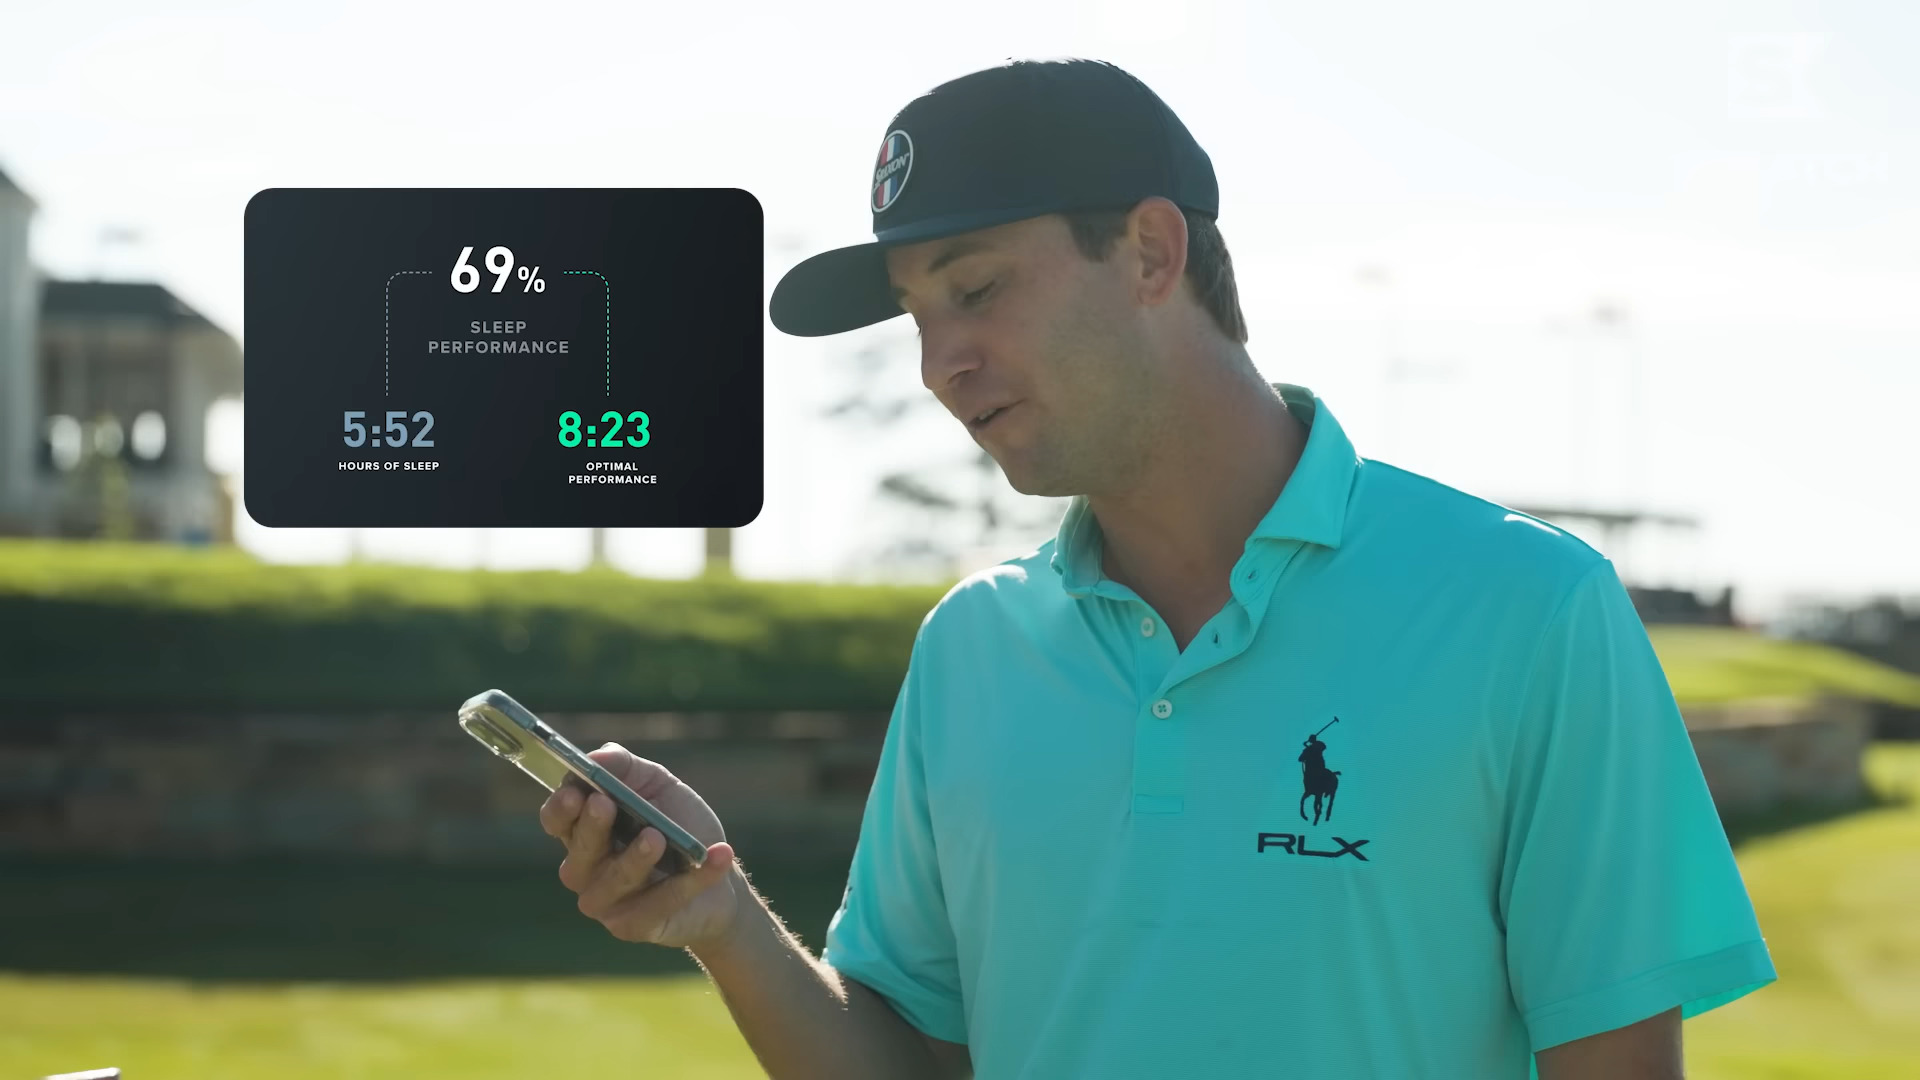 69%
SLEEP
PERFORMANCE
5:52
HOURS OF SLEEP
8:23
OPTIMAL
PERFORMANCE
SRIXON
RLX